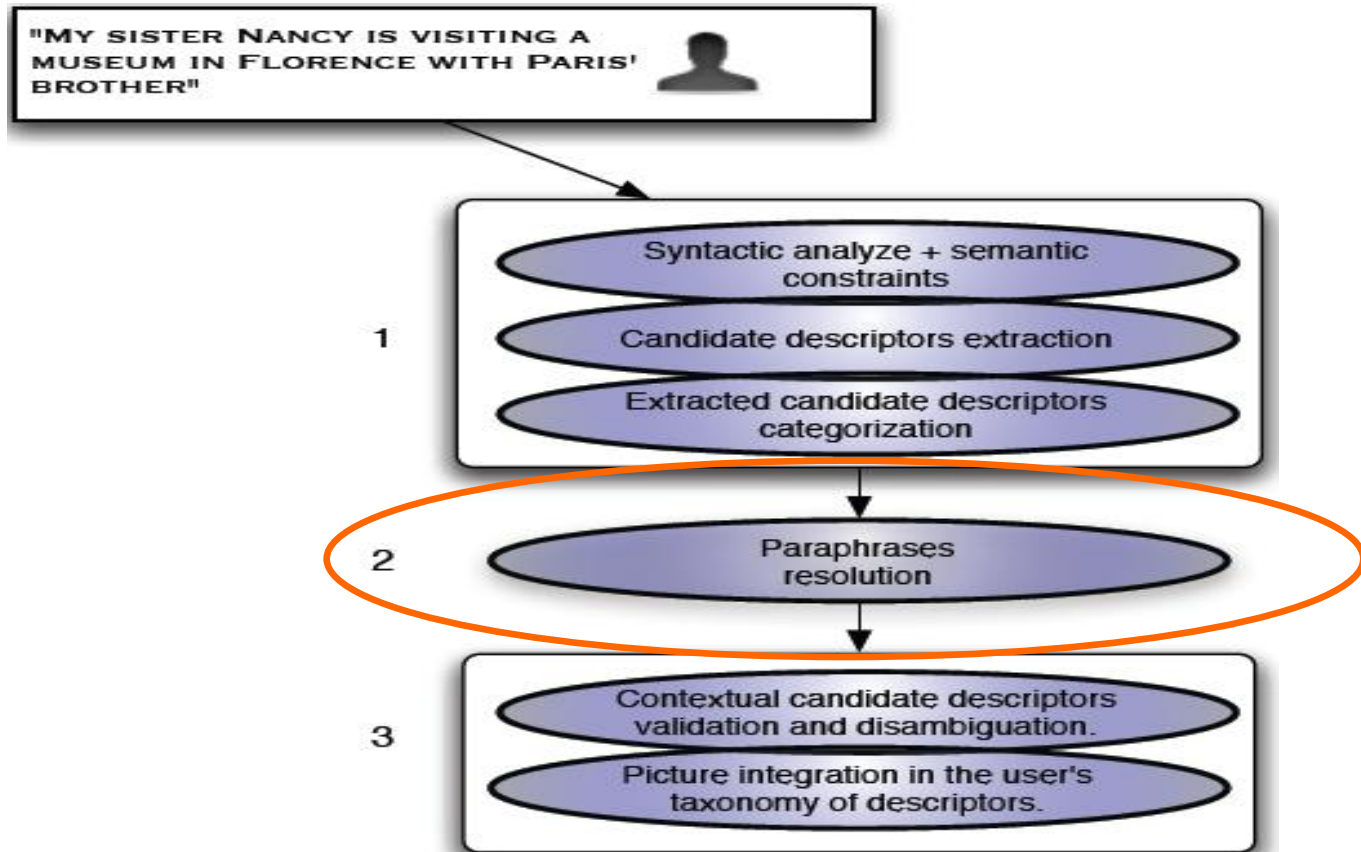 "MY SISTER NANCY IS VISITING A
MUSEUM IN FLORENCE WITH PARIS'
BROTHER"
1
Syntactic analyze + semantic
constraints
Candidate descriptors extraction
Extracted candidate descriptors
categorization
2
Paraphrases
resolution
3
Contextual candidate descriptors
validation and disambiguation.
Picture integration in the user's
taxonomy of descriptors.